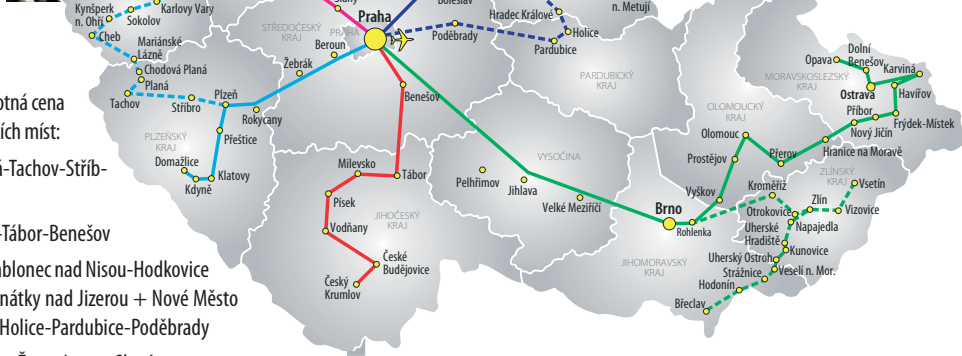 otná cena
ích míst:
-Tachov-Stříb-
-Tábor-Benešov
ablonec nad Nisou-Hodkovice
nátky nad Jizerou + Nové Město
Holice-Pardubice-Poděbrady
Kynšperk
n. Ohří
Sokolov
Karlovy Vary
Cheb
Mariánské
Lázně
Chodová Planá
Planá
Tachov
Stříbro
Plzeň
Rokycany
Přeštice
PLZEŇSKÝ
KRAJ
Domažlice
Kdyně
Klatovy
STŘEDOČESKÝ
KRAJ
PRAHA
Praha
Beroun
Žebrák
Poděbrady
Hradec Králové
Holice
Pardubice
n. Metují
Benešov
Milevsko
Tábor
Písek
Vodňany
JIHOČESKÝ
KRAJ
České
Budějovice
Český
Krumlov
PARDUBICKÝ
KRAJ
VYSOČINA
Pelhřimov
Jihlava
Velké Meziříčí
Brno
Rohlenka
JIHOMORAVSKÝ
KRAJ
Vyškov
Prostějov
Olomouc
OLOMOUCKÝ
KRAJ
Přerov
Hranice na Moravě
MORAVSKOSLEZSKÝ
KRAJ
Opava
Dolní
Benešov
Karviná
Ostrava
Havířov
Příbor
Nový Jičín
Frýdek-Místek
ZLÍNSKÝ
KRAJ
Vsetín
Kroměříž
Zlín
Vizovice
Otrokovice
Napajedla
Uherské
Hradiště
Kunovice
Uherský Ostroh
Veselí n. Mor.
Strážnice
Hodonín
Břeclav